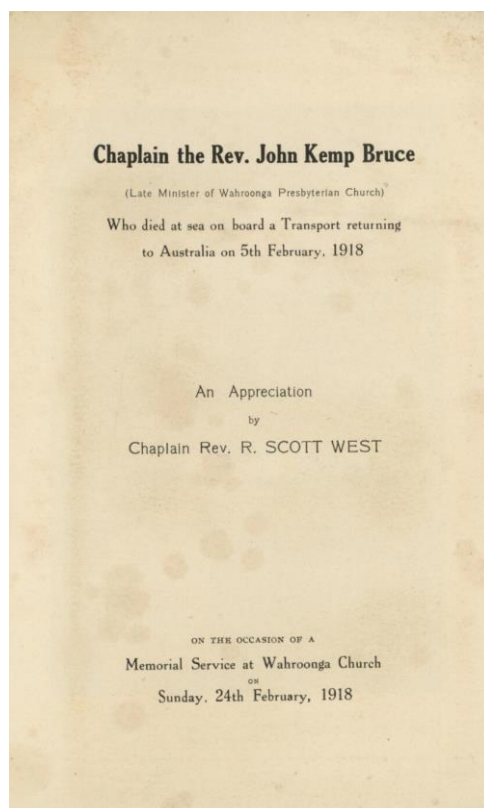 Chaplain the Rev. John Kemp Bruce
(Late Minister of Wahroonga Presbyterian Church)
Who died at sea on board a Transport returning
to Australia on 5th February, 1918
An Appreciation
by
Chaplain Rev. R. SCOTT WEST
ON THE OCCASION OF A
Memorial Service at Wahroonga Church
ON
Sunday, 24th February, 1918